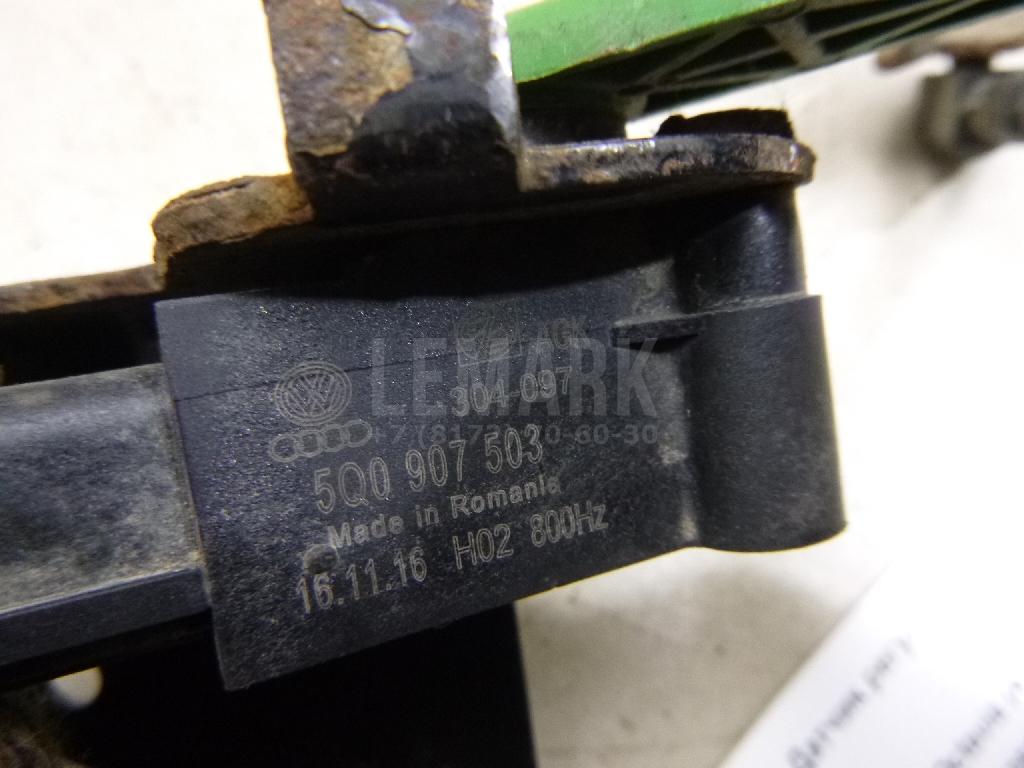 LEMARK
304-097
5Q0 907 503
Made in Romania
16.11.16 H02 800Hz